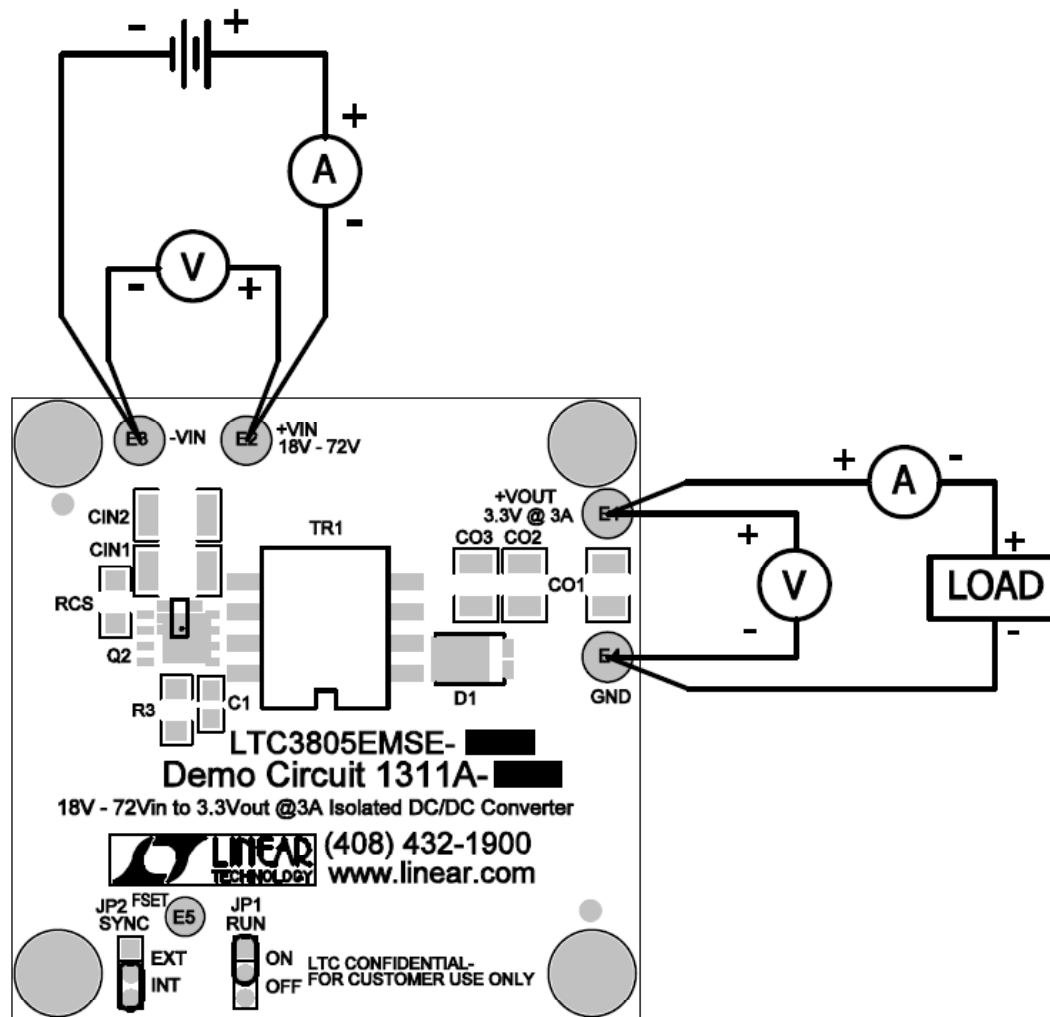 - +
+
A
-
V
- +
E3 -VIN E2 +VIN
18V - 72V
CIN2
CIN1
RCS
Q2
R3
C1
TR1
+VOUT
3.3V @ 3A
E1
CO3 CO2
CO1
D1
E4
GND
+ A -
+
V
-
+
LOAD
-
LTC3805EMSE-
Demo Circuit 1311A-
18V - 72Vin to 3.3Vout @3A Isolated DC/DC Converter
LINEAR
TECHNOLOGY
(408) 432-1900
www.linear.com
JP2 FSET
SYNC
E5
EXT
INT
JP1
RUN
ON
OFF
LTC CONFIDENTIAL-
FOR CUSTOMER USE ONLY